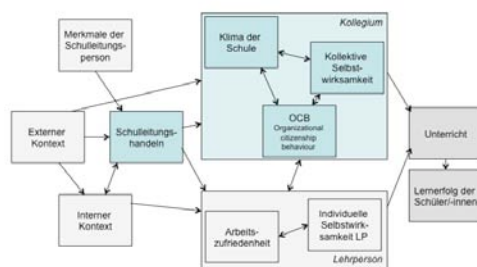 Kollegium
Merkmale der
Schulleitungs-
person
Klima der
Schule
Kollektive
Selbst-
wirksamkeit
OCB
Organizational
citizenship
behaviour
Externer
Kontext
Schulleitungs-
handeln
Unterricht
Interner
Kontext
Lernerfolg der
Schüler/-innen
Arbeits-
zufriedenheit
Individuelle
Selbstwirk-
samkeit LP
Lehrperson